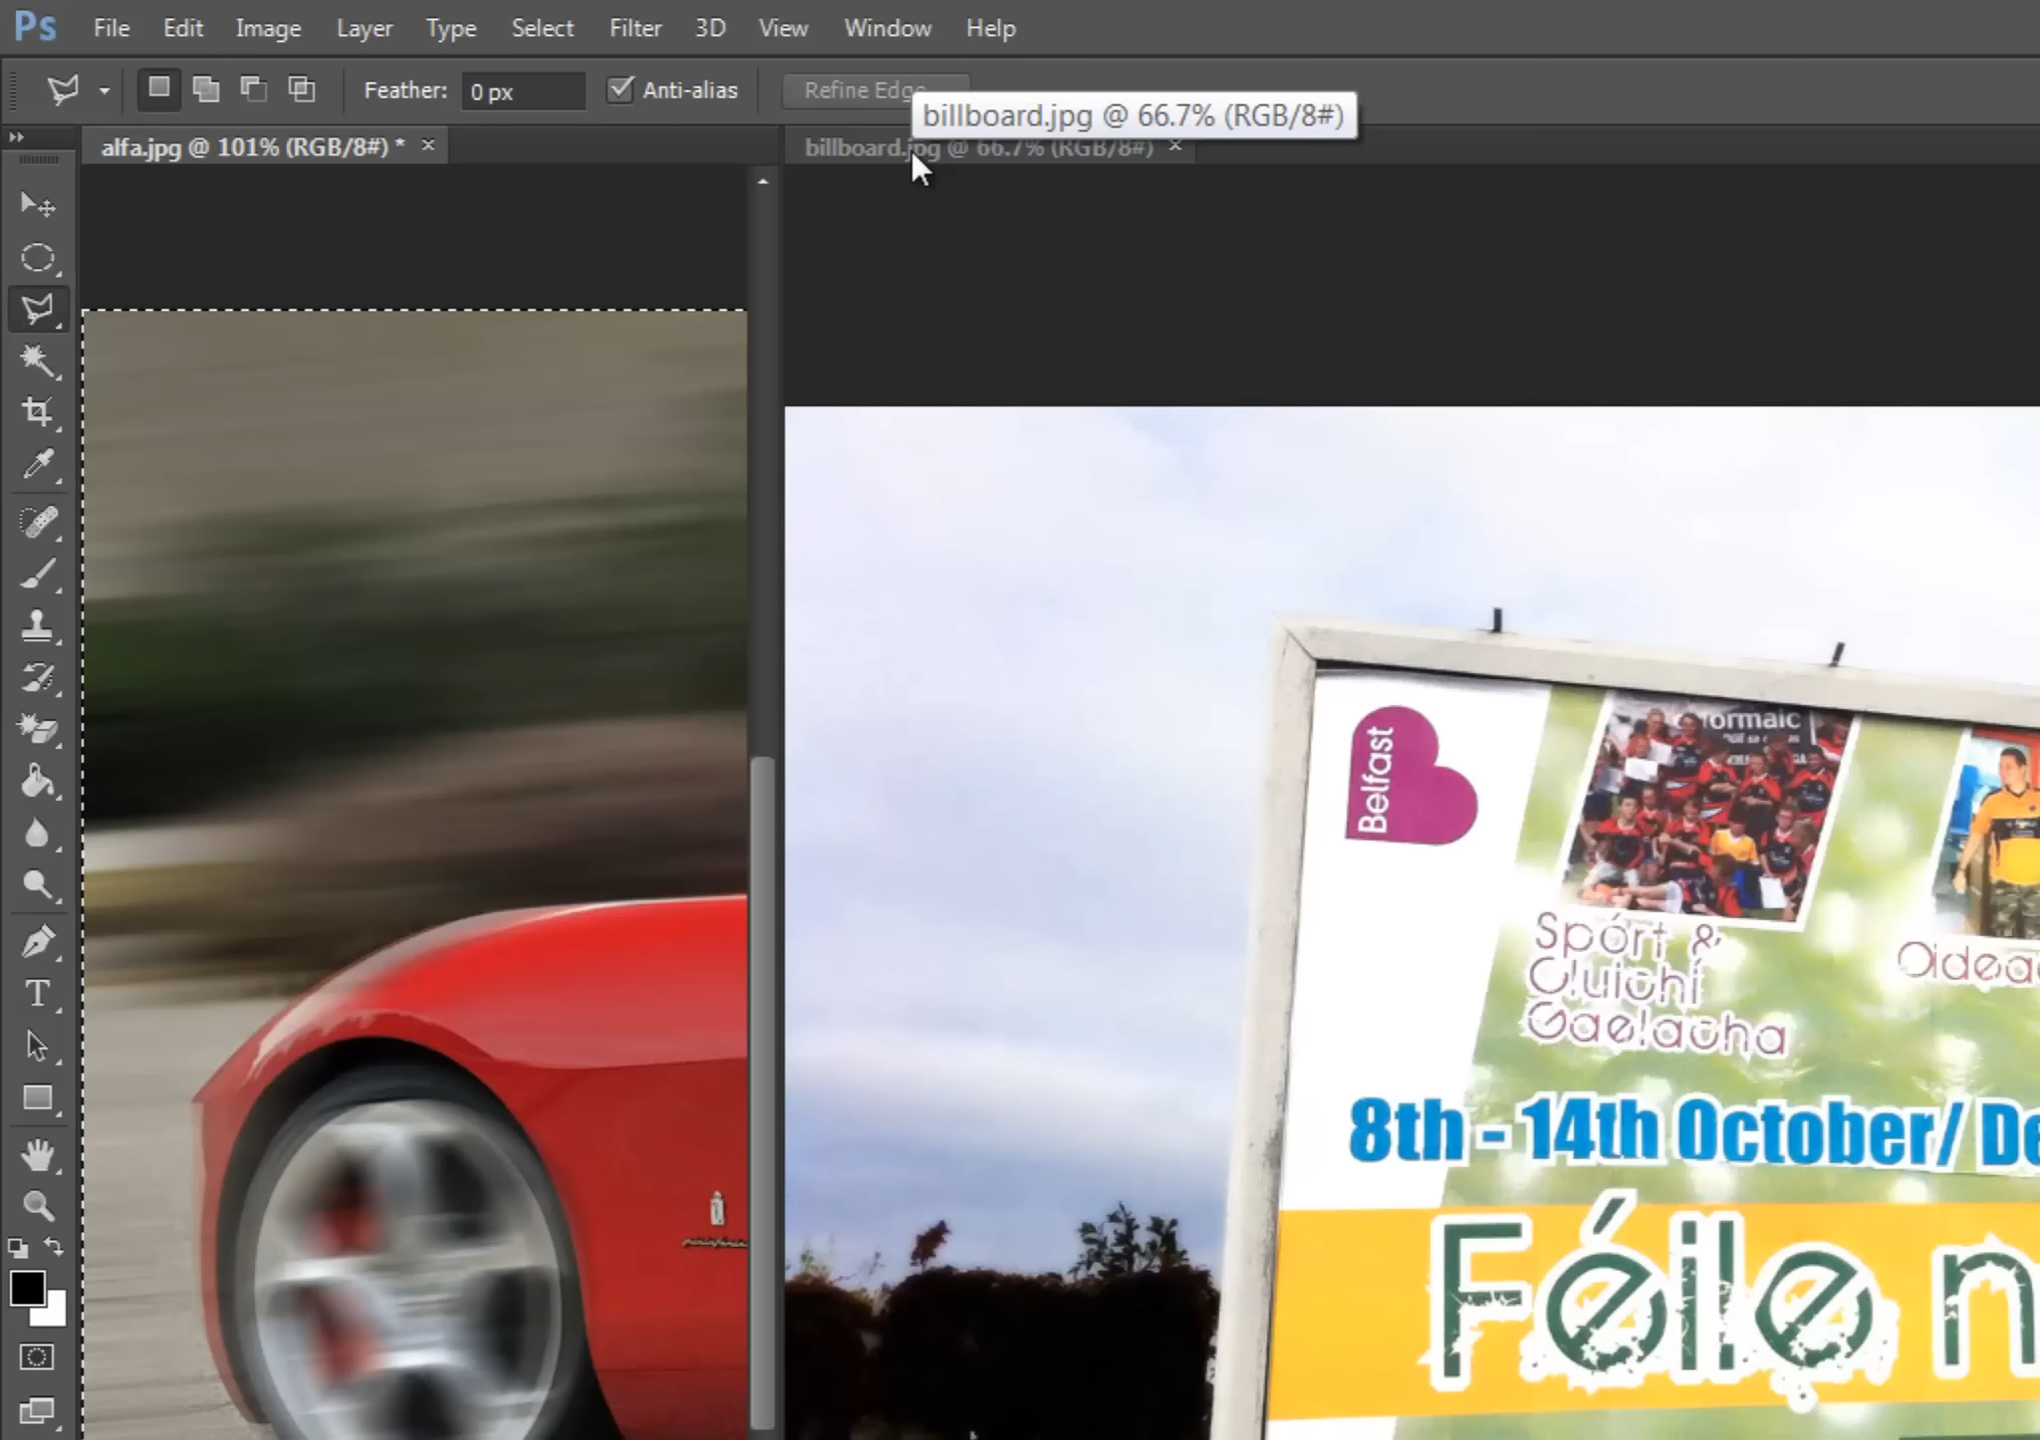 Ps File Edit Image Layer Type Select Filter 3D View Window Help
Feather: 0 px Anti-alias Refine Edge
billboard.jpg @ 66.7% (RGB/8#)
alfa.jpg @ 101% (RGB/8#) * ×
billboard.jpg @ 66.7% (RGB/8#) ×
T
Belfast
ormaic
Spórt &
Cluichí
Gaelacha
Oidea
8th - 14th October/ De
Féile n